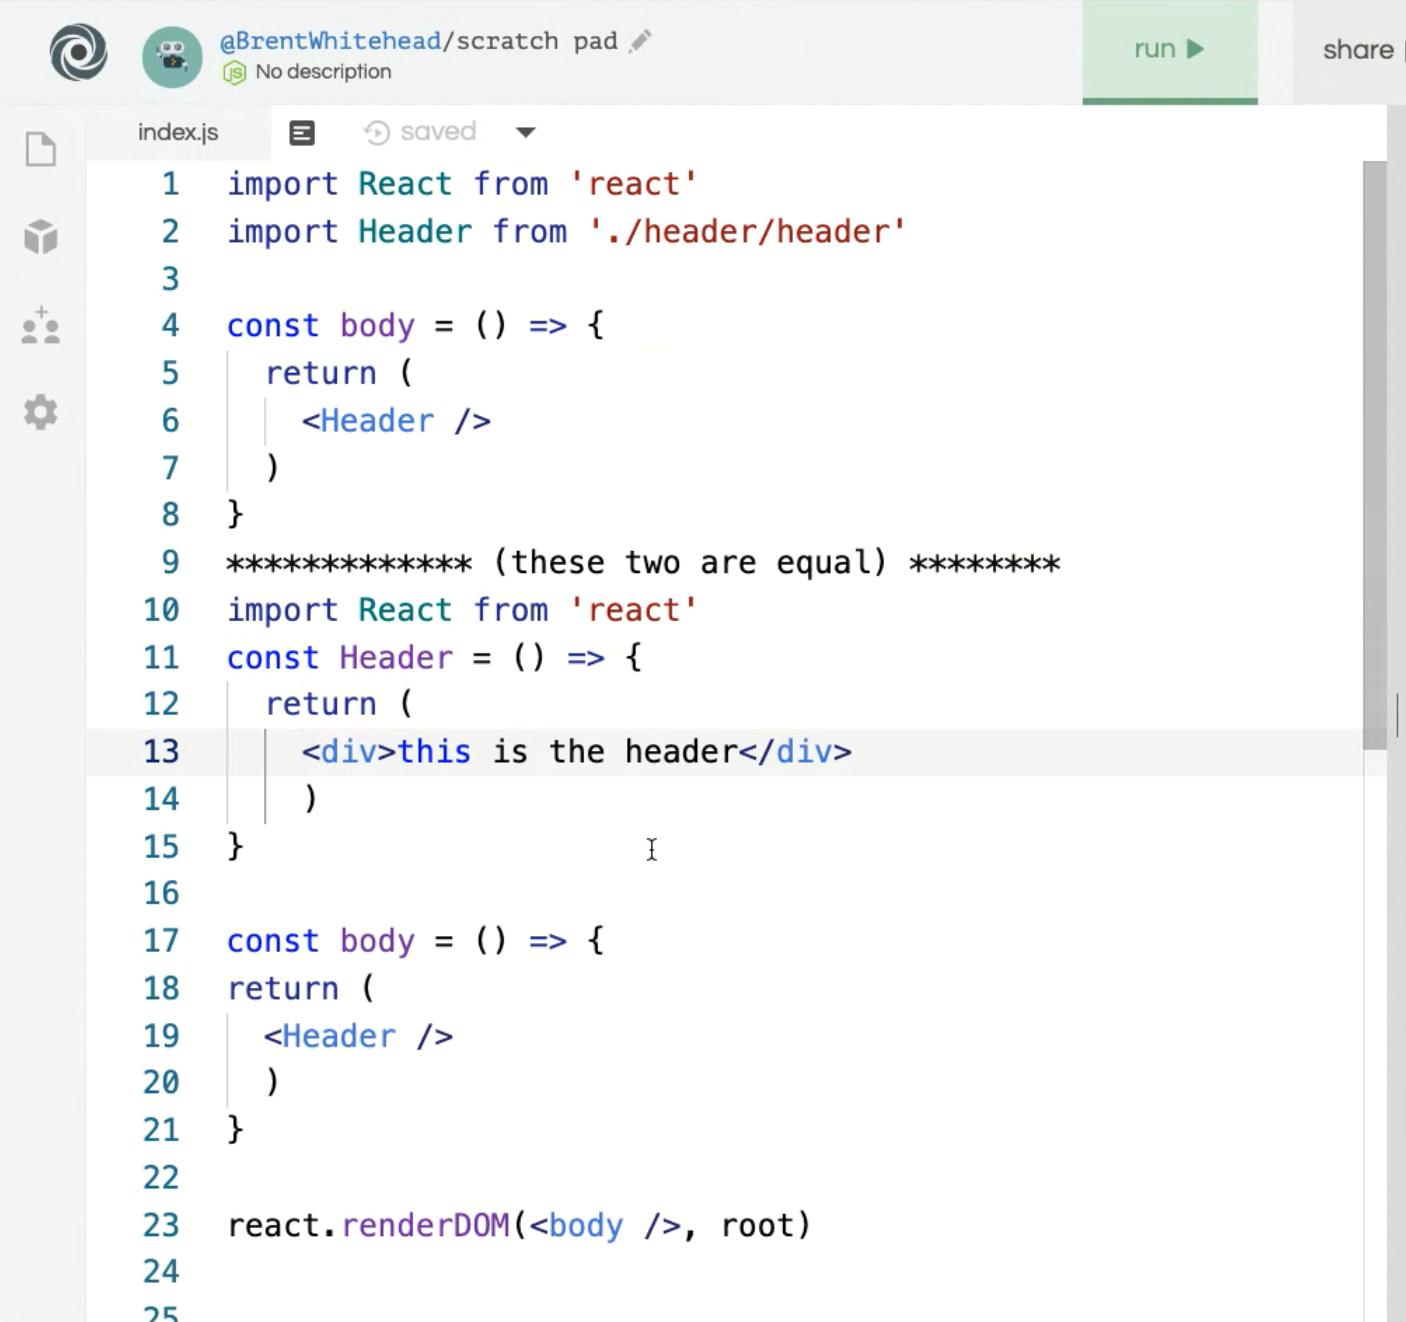 @BrentWhitehead/scratch pad
JS No description
run
share
index.js
saved
1 import React from 'react'
2 import Header from './header/header'
3
4 const body = () => {
5   return (
6     <Header />
7   )
8 }
9 ************* (these two are equal) ********
10 import React from 'react'
11 const Header = () => {
12   return (
13     <div>this is the header</div>
14     )
15 }
16
17 const body = () => {
18 return (
19   <Header />
20   )
21 }
22
23 react.renderDOM(<body />, root)
24
25